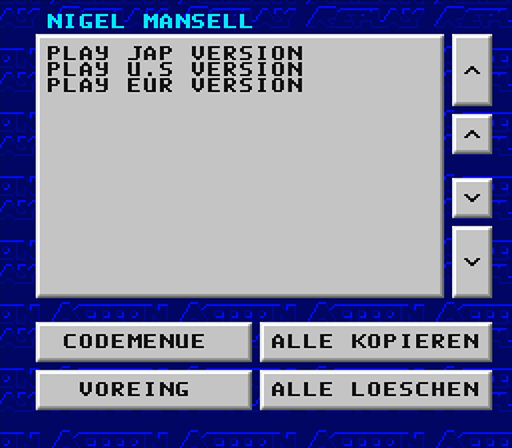 NIGEL MANSELL
PLAY JAP VERSION
PLAY U.S VERSION
PLAY EUR VERSION
CODEMENUE
ALLE KOPIEREN
VOREING
ALLE LOESCHEN